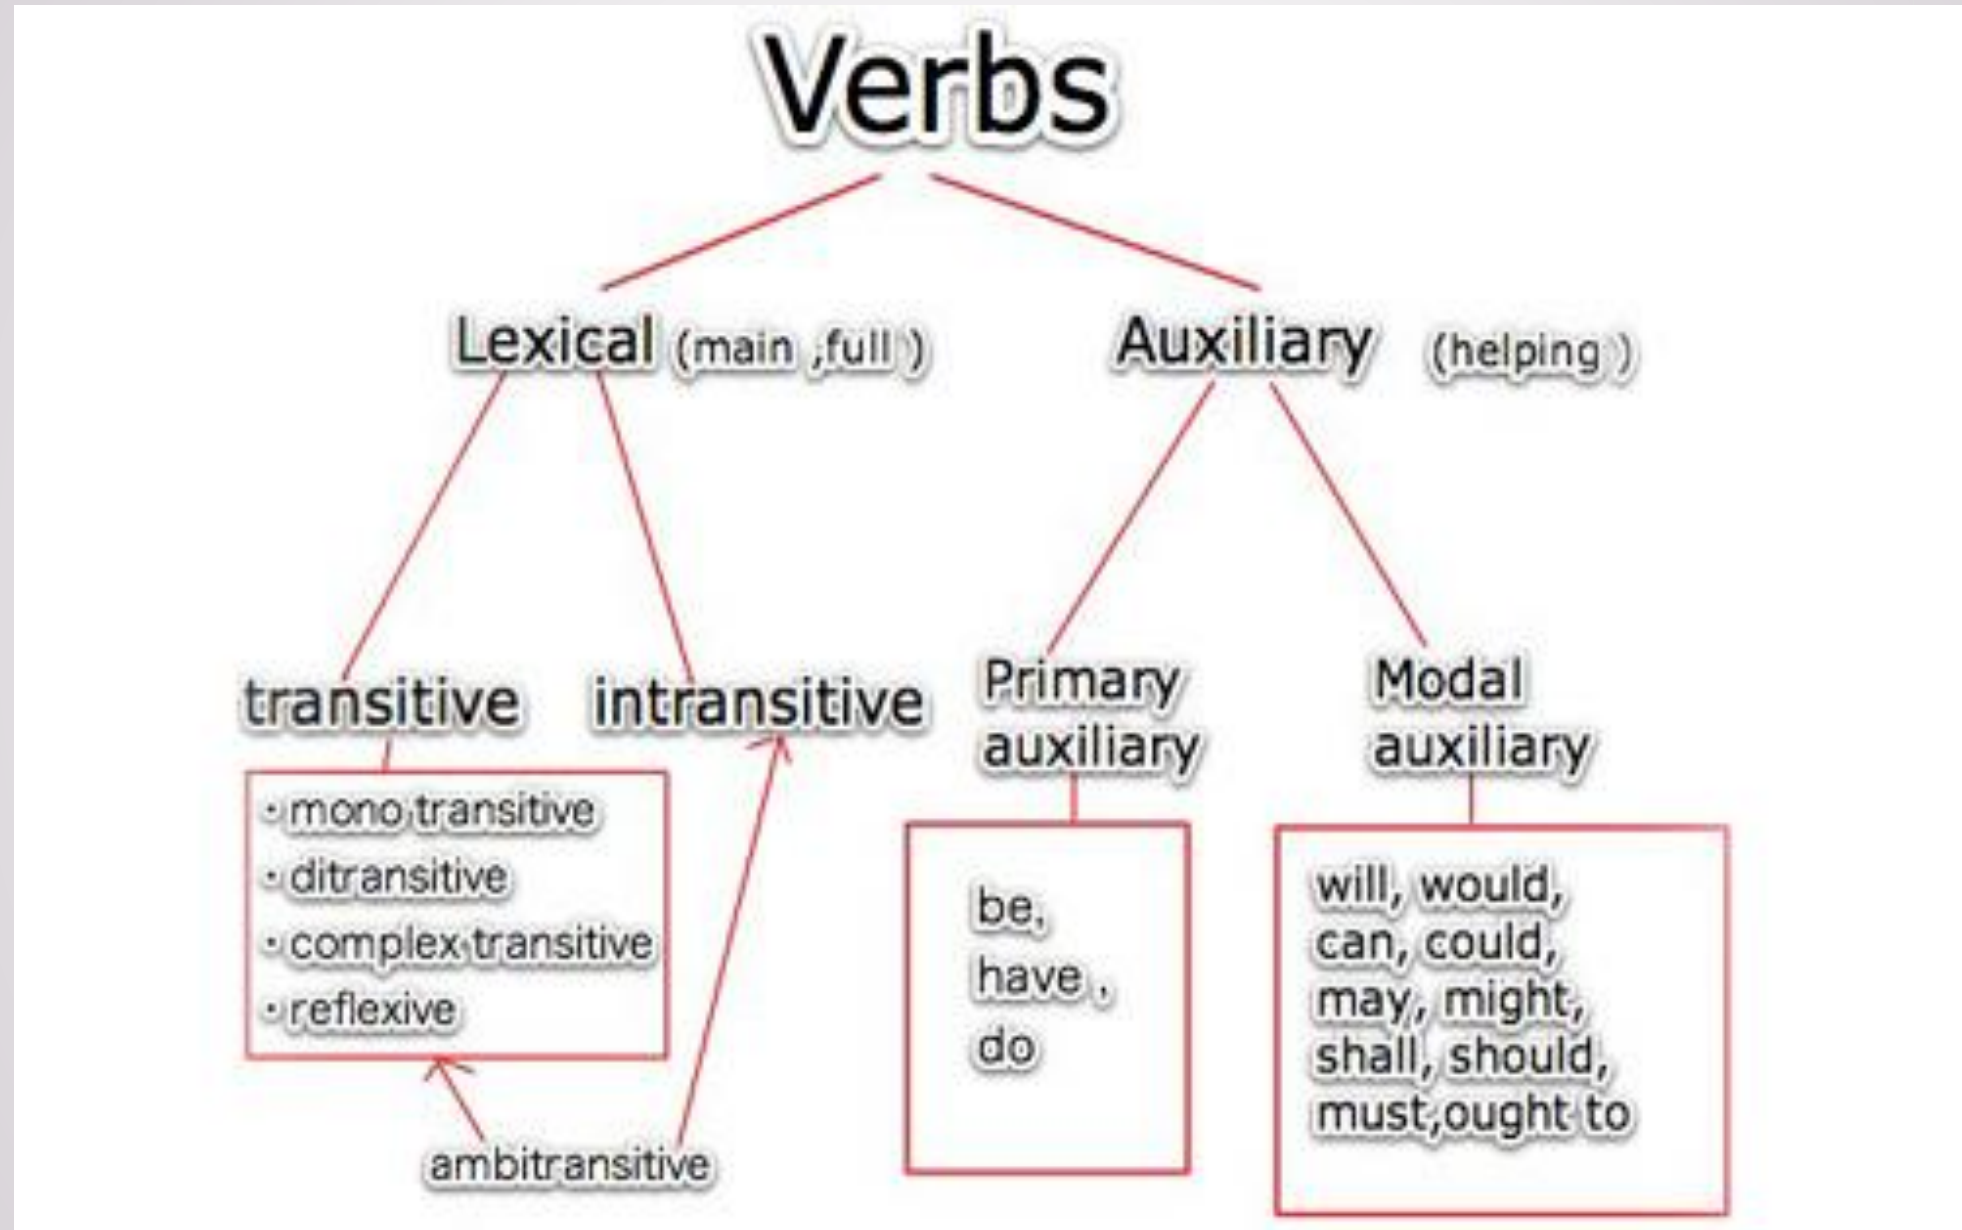 Verbs
Lexical (main ,full )
Auxiliary (helping )
transitive
intransitive
Primary
auxiliary
Modal
auxiliary
· mono transitive
· ditransitive
· complex transitive
· reflexive
ambitransitive
be,
have ,
do
will, would,
can, could,
may, might,
shall, should,
must,ought to